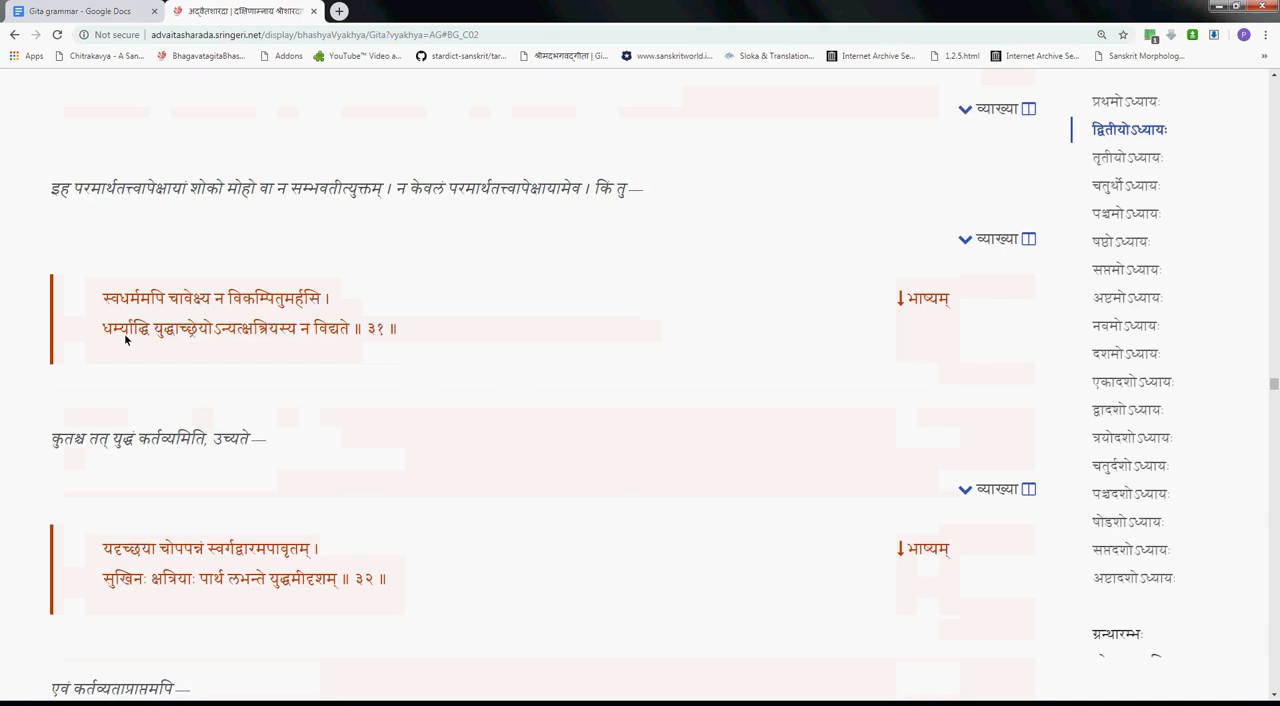 Gita grammar - Google Docs
अद्वैतशारदा | दक्षिणाम्नाय श्रीशारदा
Not secure | advaitasharada.sringeri.net/display/bhashyaVyakhya/Gita?vyakhya=AG#BG_C02
Apps Chitrakavya - A San... BhagavatagitaBhas... Addons YouTube™ Video a... stardict-sanskrit/tar... श्रीमद्भगवद्गीता | Gi... www.sanskritworld.i... Sloka & Translation... Internet Archive Se... 1.2.5.html Internet Archive Se... Sanskrit Morpholog...
व्याख्या
इह परमार्थतत्त्वापेक्षायां शोको मोहो वा न सम्भवतीत्युक्तम् । न केवलं परमार्थतत्त्वापेक्षायामेव । किं तु —
व्याख्या
स्वधर्ममपि चावेक्ष्य न विकम्पितुमर्हसि ।
धर्म्याद्धि युद्धाच्छ्रेयोऽन्यत्क्षत्रियस्य न विद्यते ॥ ३१ ॥
भाष्यम्
कुतश्च तत् युद्धं कर्तव्यमिति, उच्यते —
व्याख्या
यदृच्छया चोपपन्नं स्वर्गद्वारमपावृतम् ।
सुखिनः क्षत्रियाः पार्थ लभन्ते युद्धमीदृशम् ॥ ३२ ॥
भाष्यम्
एवं कर्तव्यताप्राप्तमपि —
प्रथमोऽध्यायः
द्वितीयोऽध्यायः
तृतीयोऽध्यायः
चतुर्थोऽध्यायः
पञ्चमोऽध्यायः
षष्ठोऽध्यायः
सप्तमोऽध्यायः
अष्टमोऽध्यायः
नवमोऽध्यायः
दशमोऽध्यायः
एकादशोऽध्यायः
द्वादशोऽध्यायः
त्रयोदशोऽध्यायः
चतुर्दशोऽध्यायः
पञ्चदशोऽध्यायः
षोडशोऽध्यायः
सप्तदशोऽध्यायः
अष्टादशोऽध्यायः
ग्रन्थारम्भः